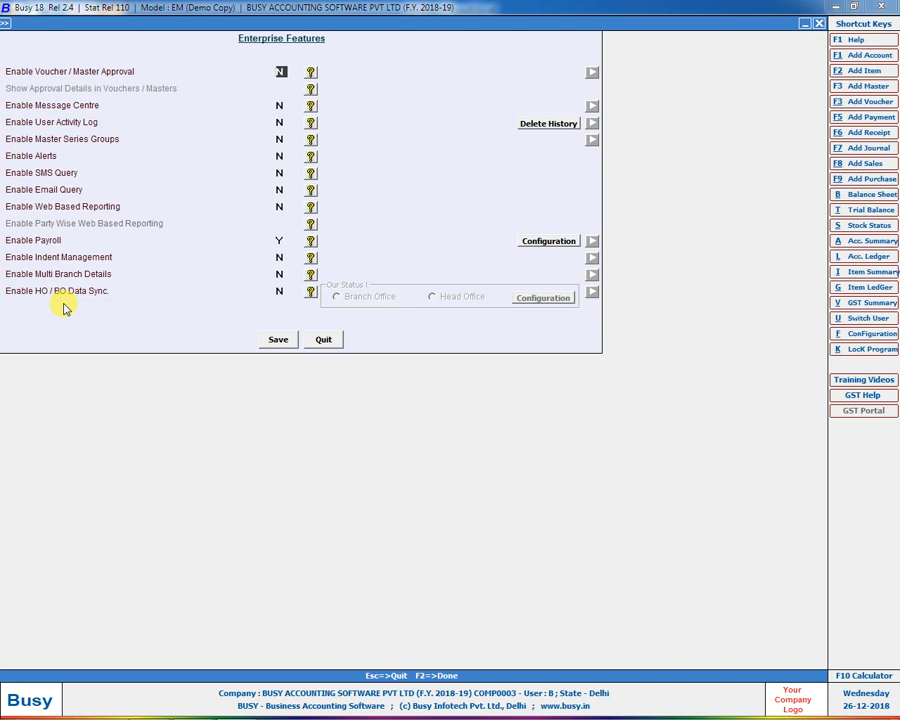 B Busy 18 Rel 2.4 | Stat Rel 110 | Model : EM (Demo Copy) | BUSY ACCOUNTING SOFTWARE PVT LTD (F.Y. 2018-19)
>>
Shortcut Keys
Enterprise Features
Enable Voucher / Master Approval N ?
Show Approval Details in Vouchers / Masters ?
Enable Message Centre N ?
Enable User Activity Log N ? Delete History
Enable Master Series Groups N ?
Enable Alerts N ?
Enable SMS Query N ?
Enable Email Query N ?
Enable Web Based Reporting N ?
Enable Party Wise Web Based Reporting ?
Enable Payroll Y ? Configuration
Enable Indent Management N ?
Enable Multi Branch Details N ?
Enable HO / BO Data Sync. N ?
Our Status !
Branch Office Head Office Configuration
Save Quit
F1 Help
F1 Add Account
F2 Add Item
F3 Add Master
F3 Add Voucher
F5 Add Payment
F6 Add Receipt
F7 Add Journal
F8 Add Sales
F9 Add Purchase
B Balance Sheet
T Trial Balance
S Stock Status
A Acc. Summary
L Acc. Ledger
I Item Summary
G Item LedGer
V GST Summary
U Switch User
F ConFiguration
K LocK Program
Training Videos
GST Help
GST Portal
Esc=>Quit F2=>Done
F10 Calculator
Busy
Company : BUSY ACCOUNTING SOFTWARE PVT LTD (F.Y. 2018-19) COMP0003 - User : B ; State - Delhi
BUSY - Business Accounting Software ; (c) Busy Infotech Pvt. Ltd., Delhi ; www.busy.in
Your
Company
Logo
Wednesday
26-12-2018